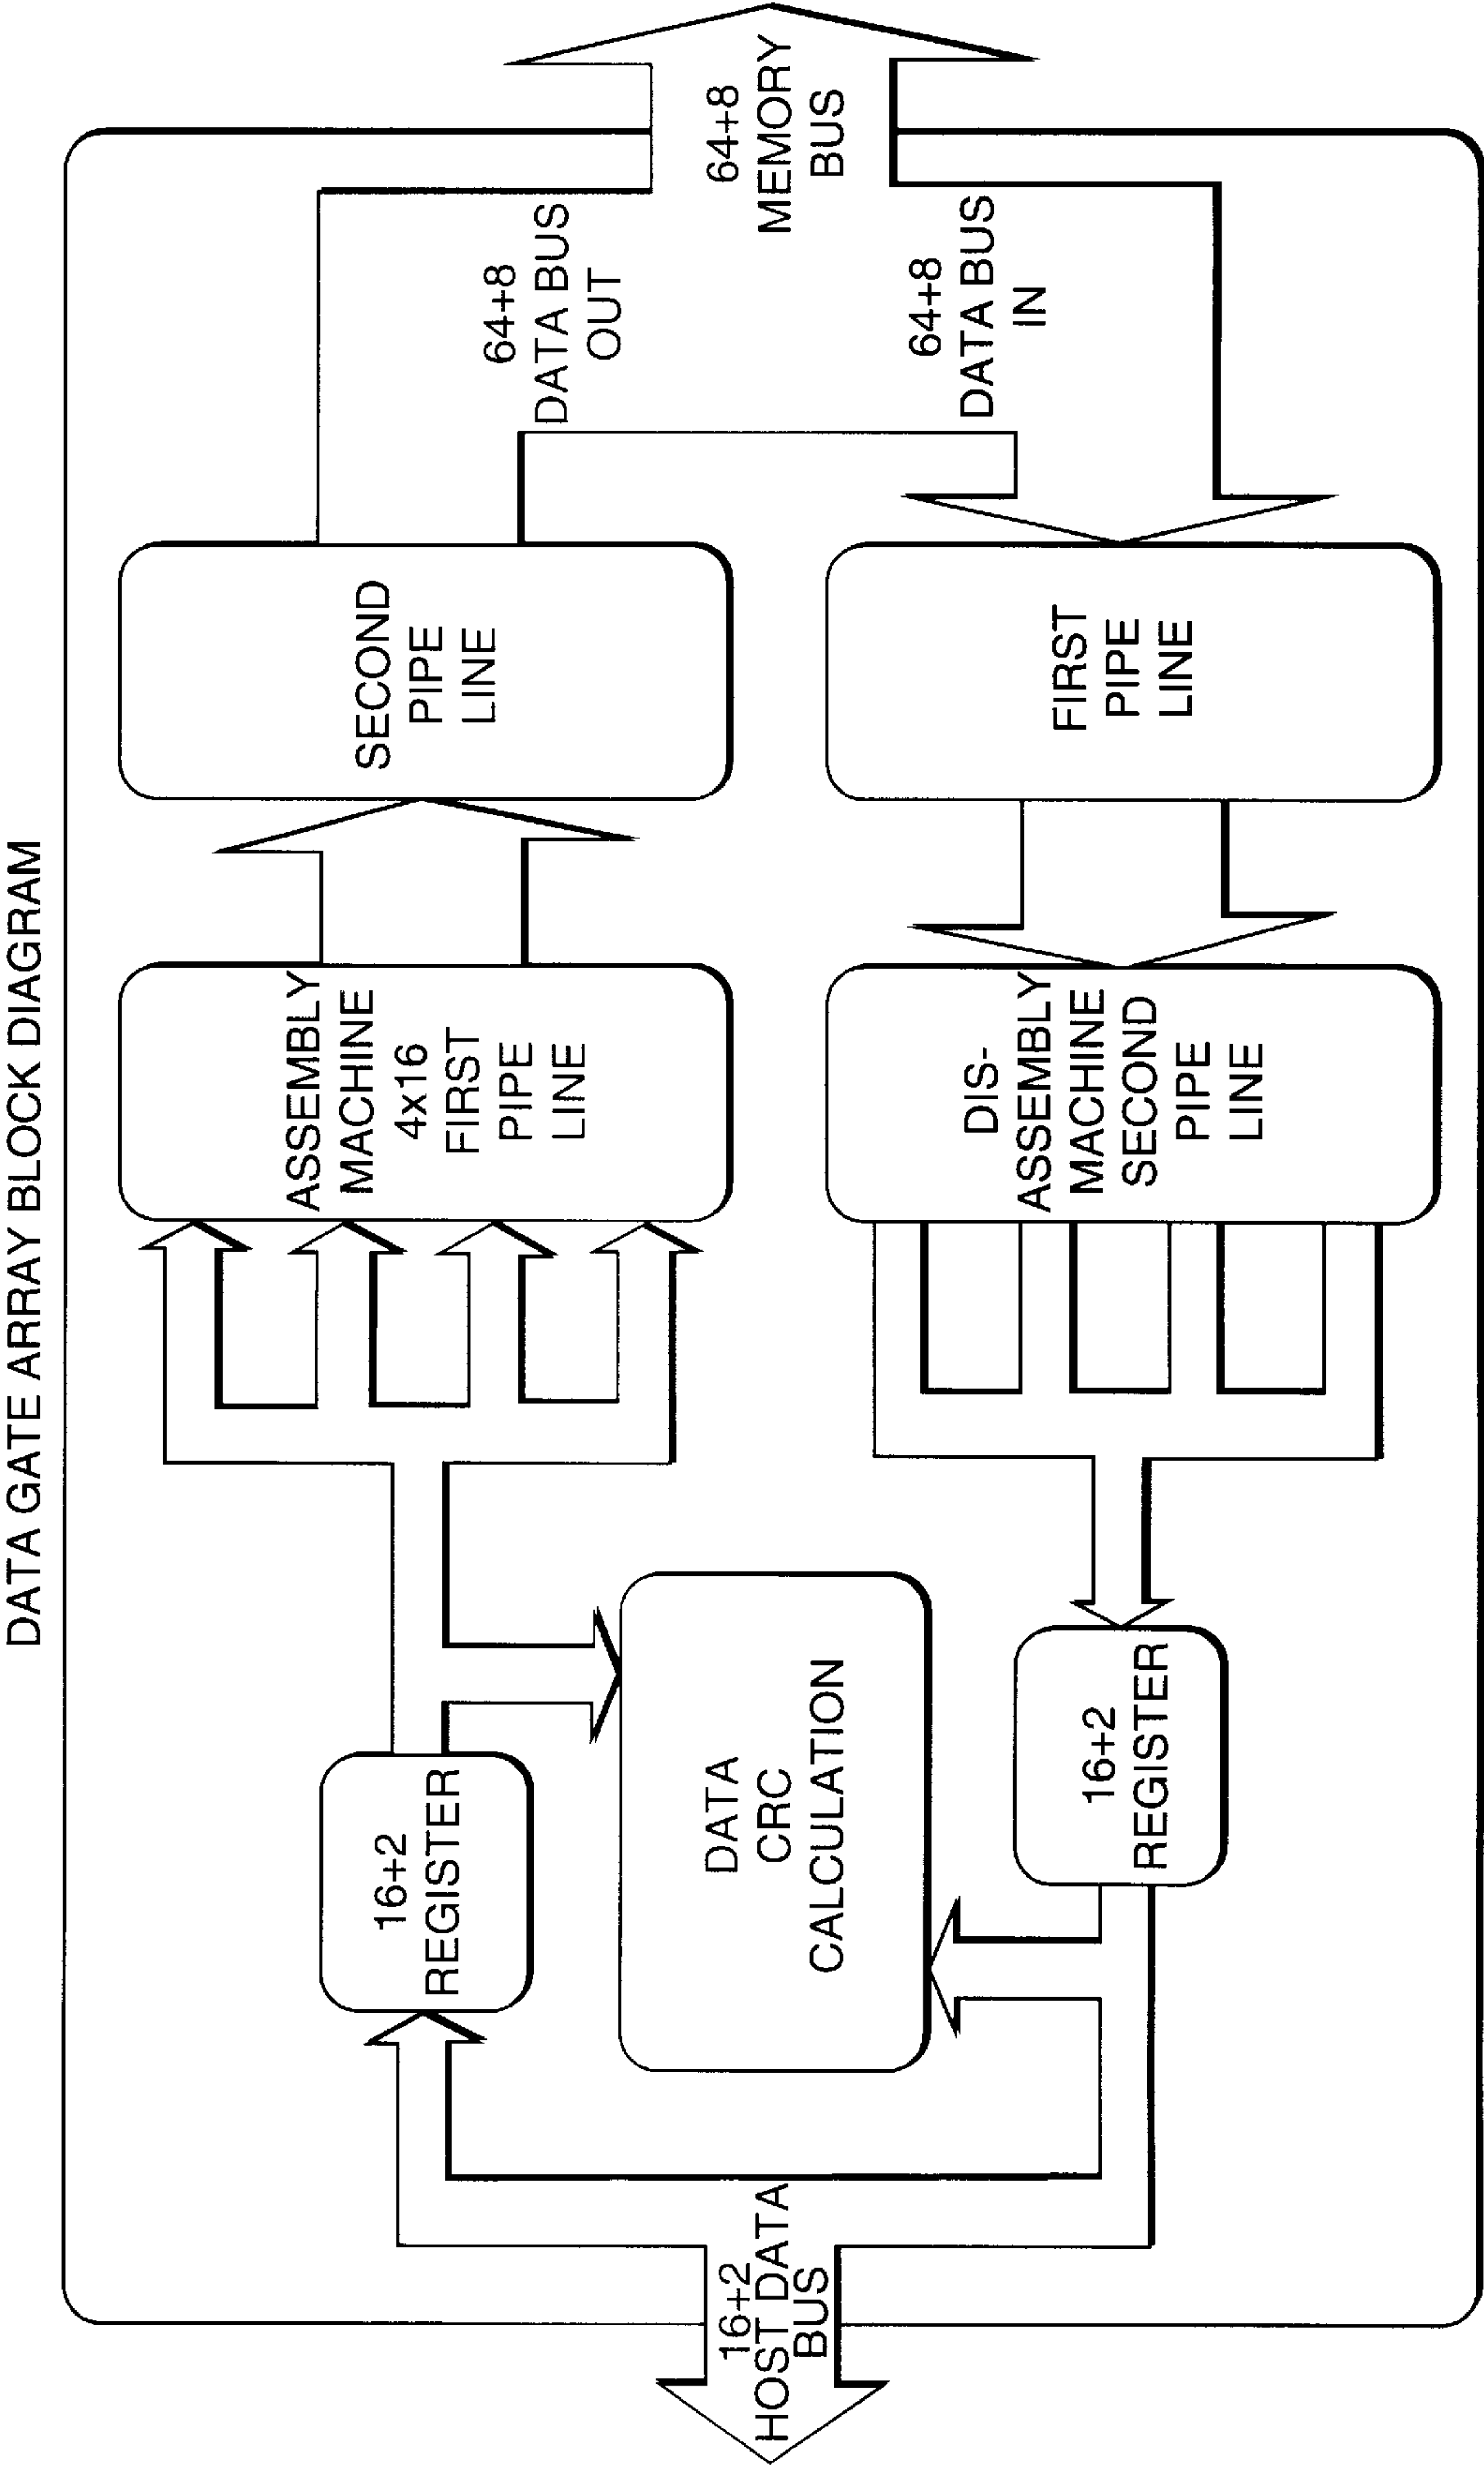 DATA GATE ARRAY BLOCK DIAGRAM
16+2
HOST DATA
BUS
16+2
REGISTER
DATA
CRC
CALCULATION
16+2
REGISTER
ASSEMBLY
MACHINE
4x16
FIRST
PIPE
LINE
DIS-
ASSEMBLY
MACHINE
SECOND
PIPE
LINE
SECOND
PIPE
LINE
FIRST
PIPE
LINE
64+8
DATA BUS
OUT
64+8
DATA BUS
IN
64+8
MEMORY
BUS